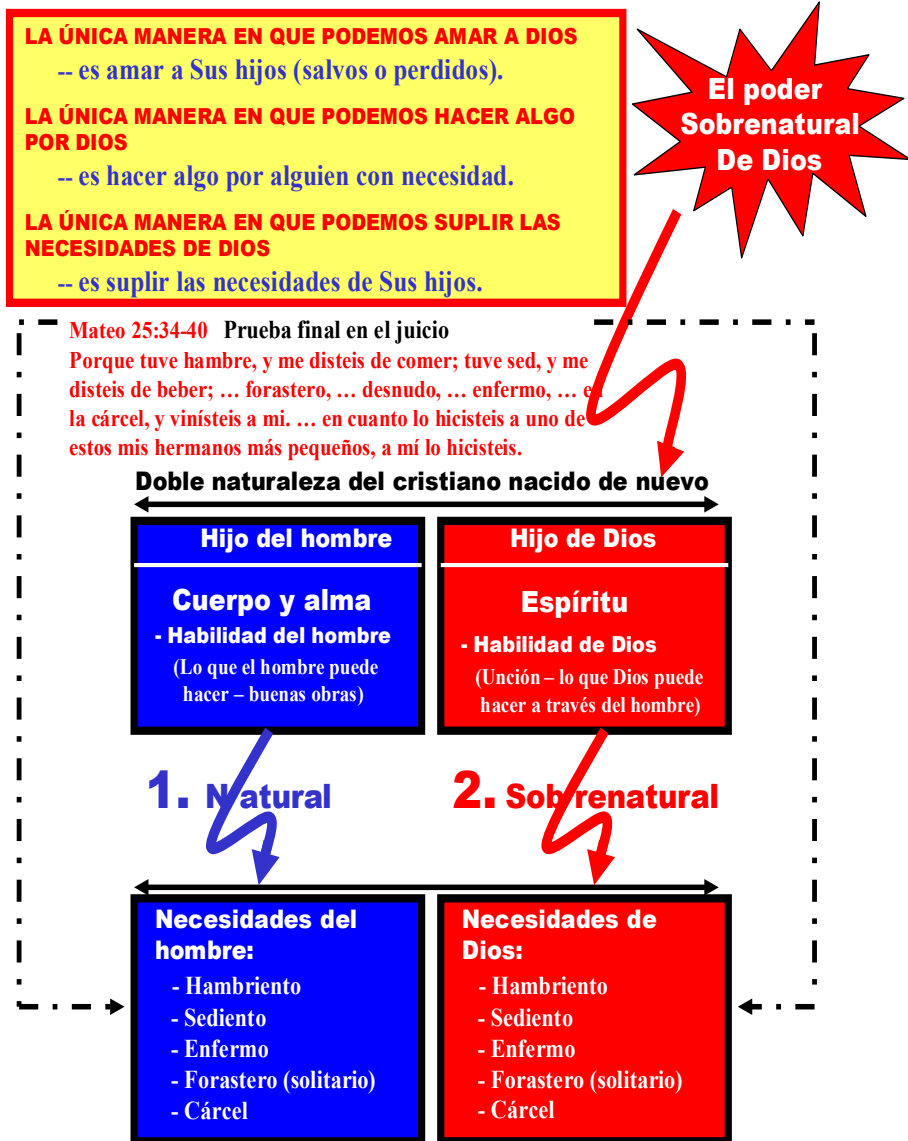 LA ÚNICA MANERA EN QUE PODEMOS AMAR A DIOS
-- es amar a Sus hijos (salvos o perdidos).
LA ÚNICA MANERA EN QUE PODEMOS HACER ALGO
POR DIOS
-- es hacer algo por alguien con necesidad.
LA ÚNICA MANERA EN QUE PODEMOS SUPLIR LAS
NECESIDADES DE DIOS
-- es suplir las necesidades de Sus hijos.
El poder
Sobrenatural
De Dios
Mateo 25:34-40 Prueba final en el juicio
Porque tuve hambre, y me disteis de comer; tuve sed, y me
disteis de beber; … forastero, … desnudo, … enfermo, … en
la cárcel, y vinísteis a mi. … en cuanto lo hicisteis a uno de
estos mis hermanos más pequeños, a mí lo hicisteis.
Doble naturaleza del cristiano nacido de nuevo
Hijo del hombre
Cuerpo y alma
- Habilidad del hombre
(Lo que el hombre puede
hacer – buenas obras)
Hijo de Dios
Espíritu
- Habilidad de Dios
(Unción – lo que Dios puede
hacer a través del hombre)
1. Natural
2. Sobrenatural
Necesidades del
hombre:
- Hambriento
- Sediento
- Enfermo
- Forastero (solitario)
- Cárcel
Necesidades de
Dios:
- Hambriento
- Sediento
- Enfermo
- Forastero (solitario)
- Cárcel